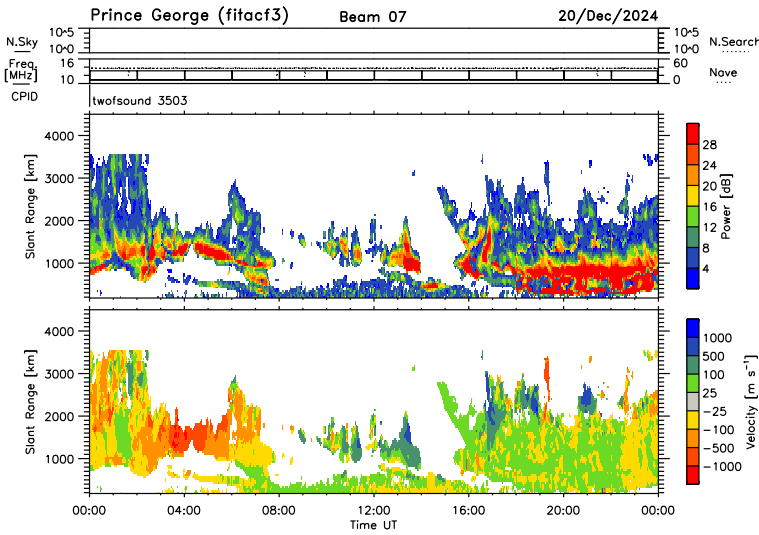 Prince George (fitacf3) Beam 07 20/Dec/2024
N.Sky 10^5 10^0 10^5 10^0 N.Search
Freq. [MHz] 16 10 60 0 Nave
CPID twofsound 3503
Slant Range [km] 4000 3000 2000 1000
Power [dB] 28 24 20 16 12 8 4
Slant Range [km] 4000 3000 2000 1000
Velocity [m s^-1] 1000 500 100 25 -25 -100 -500 -1000
00:00 04:00 08:00 12:00 16:00 20:00 00:00
Time UT